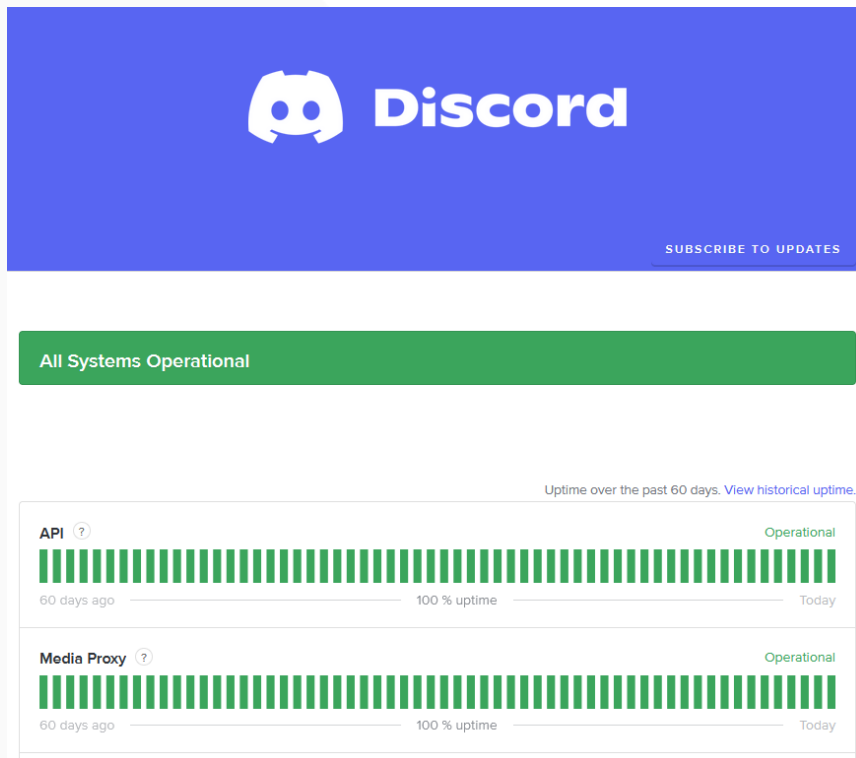 Discord
SUBSCRIBE TO UPDATES
All Systems Operational
Uptime over the past 60 days. View historical uptime.
API ? Operational
60 days ago 100 % uptime Today
Media Proxy ? Operational
60 days ago 100 % uptime Today